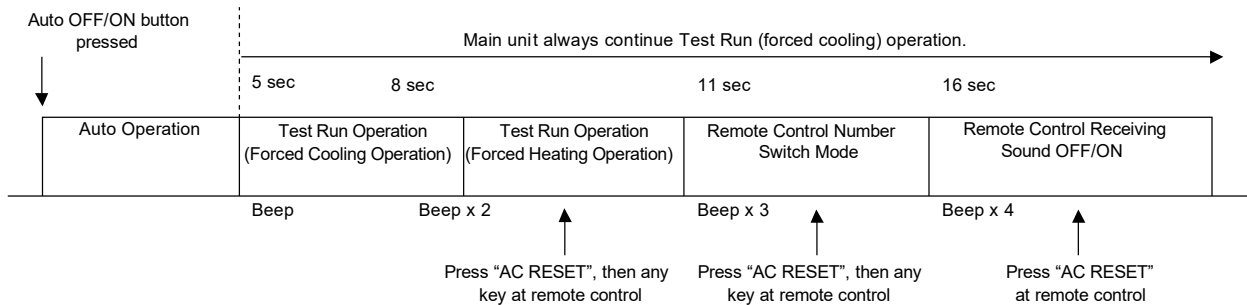 Auto OFF/ON button
pressed
Main unit always continue Test Run (forced cooling) operation.
5 sec
8 sec
11 sec
16 sec
Auto Operation
Test Run Operation
(Forced Cooling Operation)
Test Run Operation
(Forced Heating Operation)
Remote Control Number
Switch Mode
Remote Control Receiving
Sound OFF/ON
Beep
Beep x 2
Beep x 3
Beep x 4
Press “AC RESET”, then any
key at remote control
Press “AC RESET”, then any
key at remote control
Press “AC RESET”
at remote control